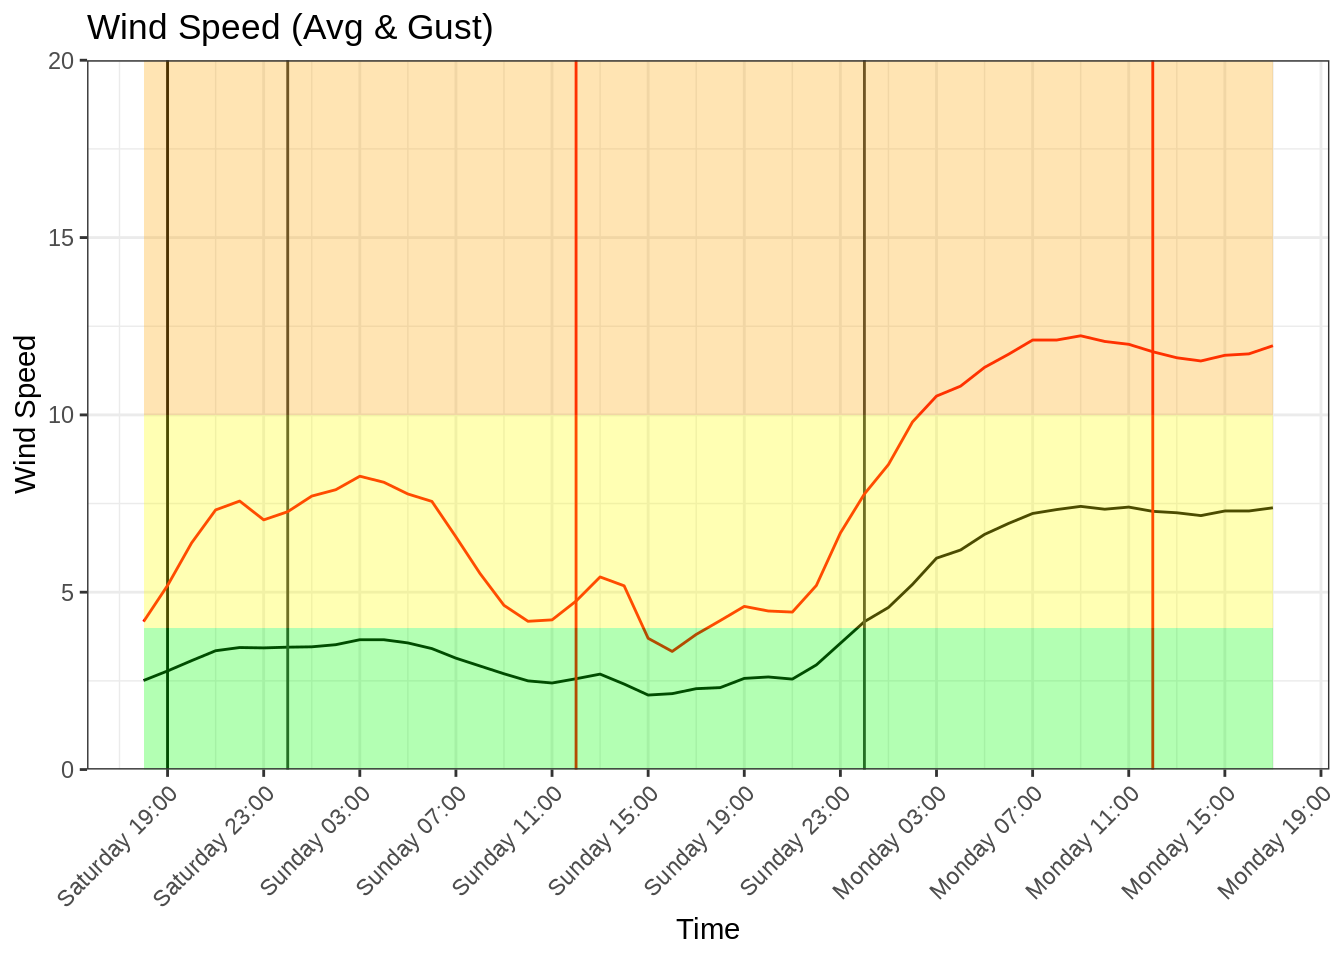 Wind Speed (Avg & Gust)
20
15
10
5
0
Wind Speed
Saturday 19:00
Saturday 23:00
Sunday 03:00
Sunday 07:00
Sunday 11:00
Sunday 15:00
Sunday 19:00
Sunday 23:00
Monday 03:00
Monday 07:00
Monday 11:00
Monday 15:00
Monday 19:00
Time